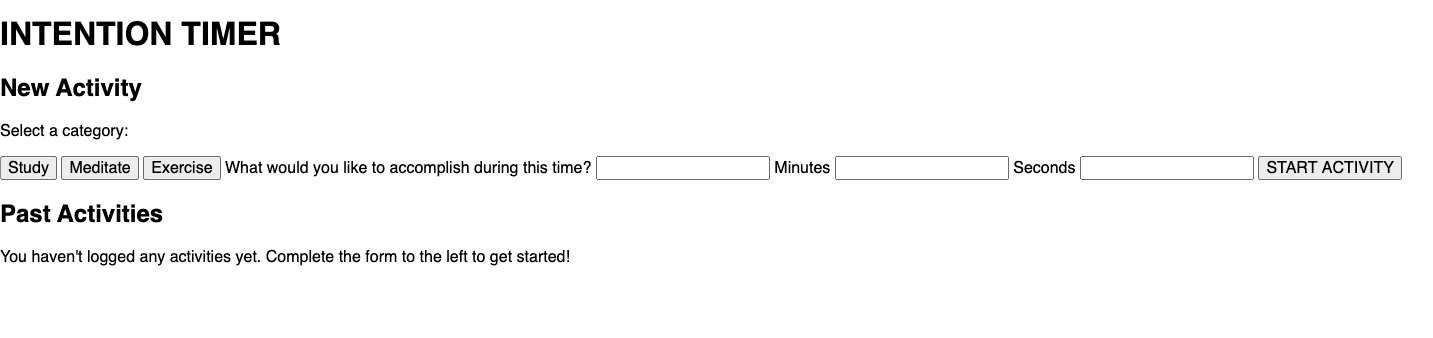 INTENTION TIMER
New Activity
Select a category:
Study Meditate Exercise What would you like to accomplish during this time? Minutes Seconds START ACTIVITY
Past Activities
You haven't logged any activities yet. Complete the form to the left to get started!